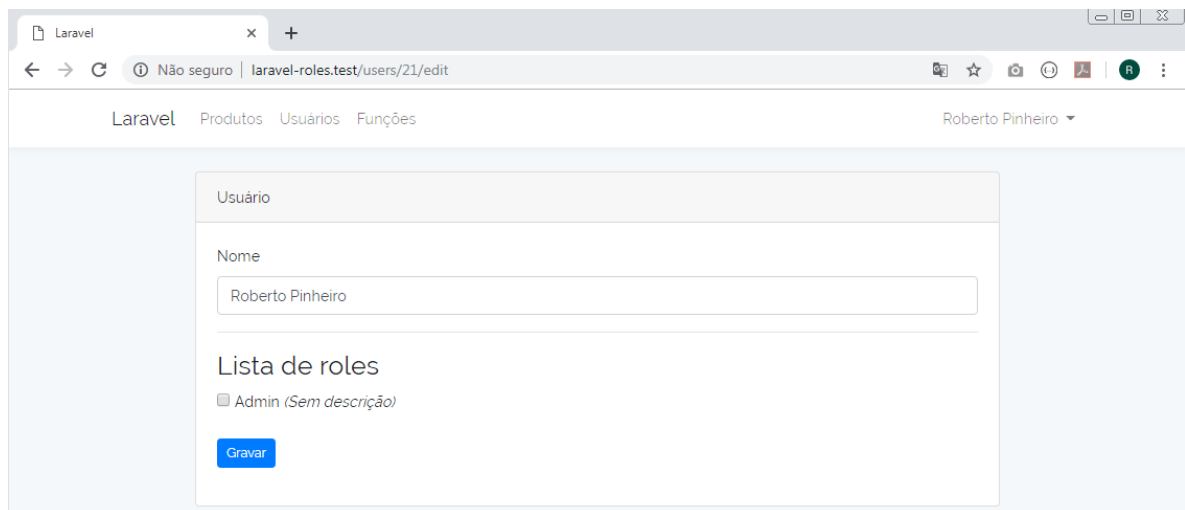 Laravel
Não seguro | laravel-roles.test/users/21/edit
R
Laravel Produtos Usuários Funções Roberto Pinheiro
Usuário
Nome
Roberto Pinheiro
Lista de roles
Admin (Sem descrição)
Gravar